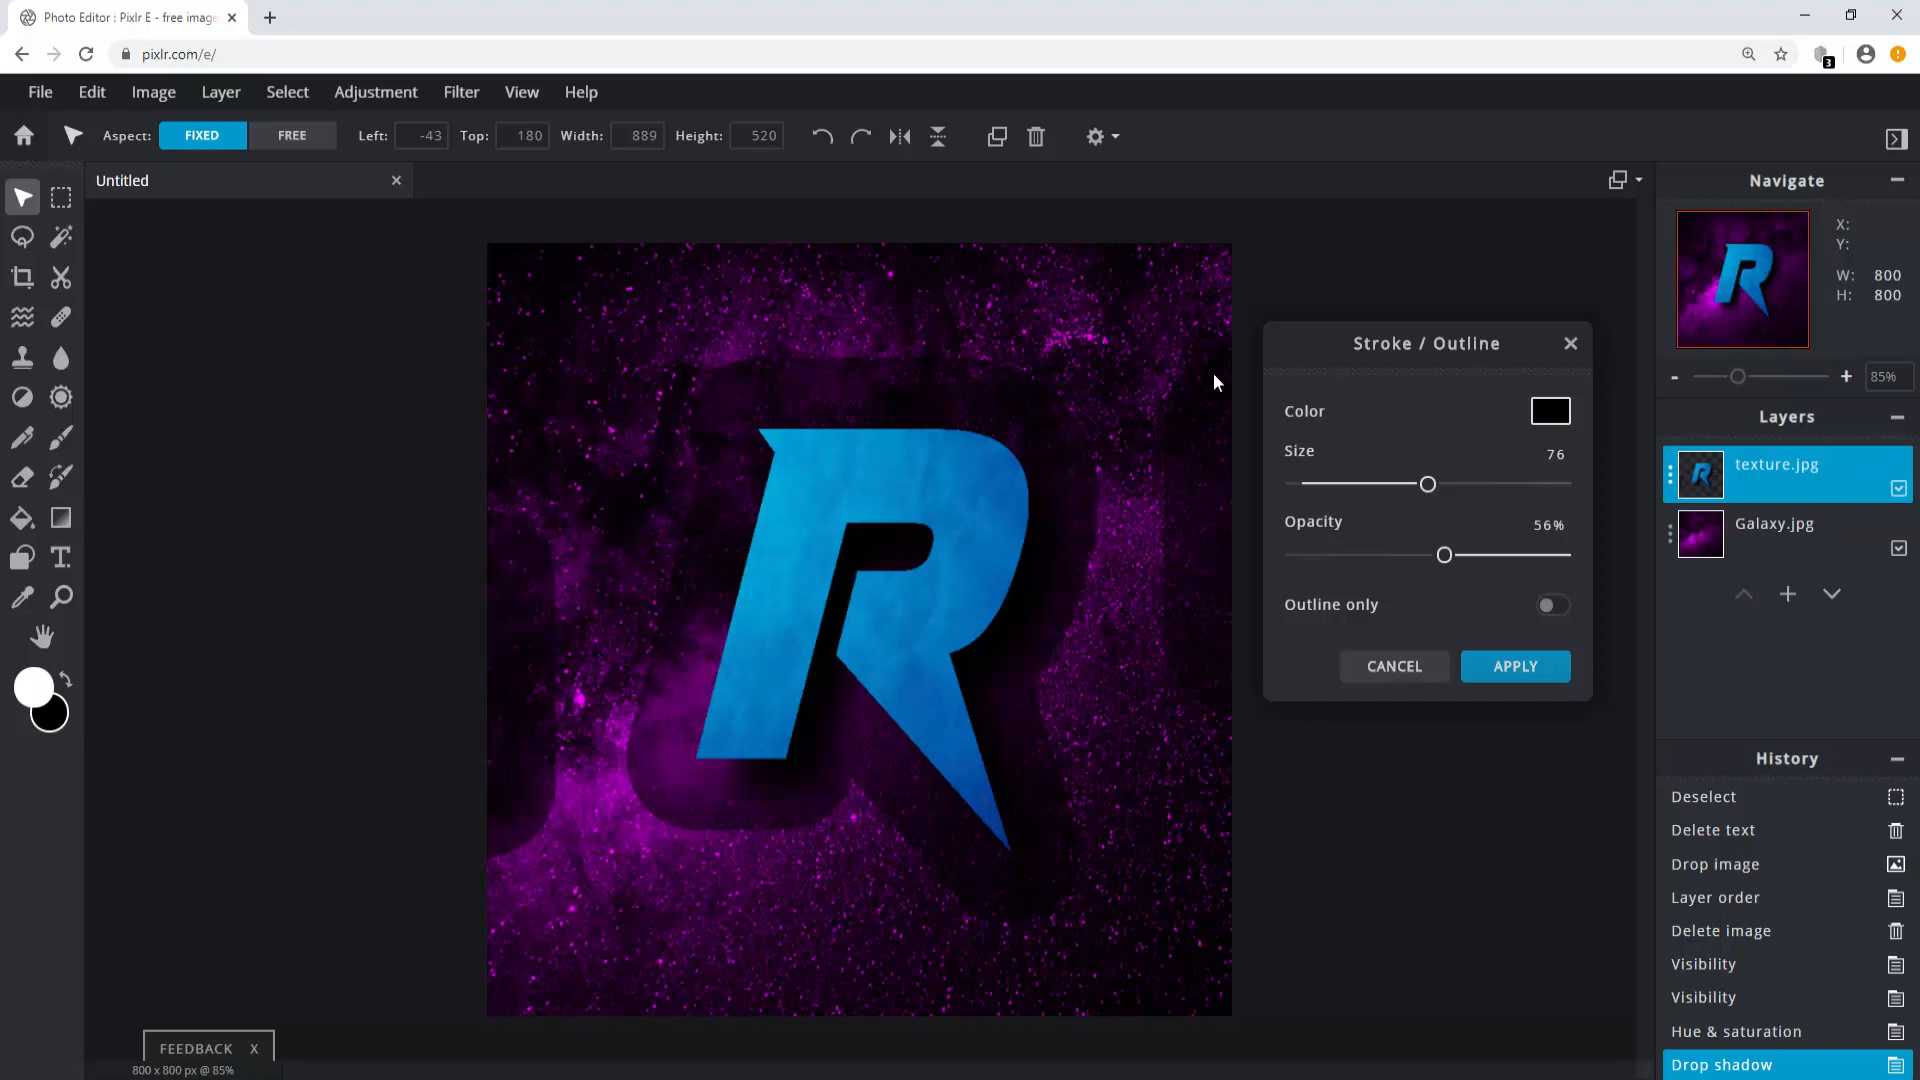 Photo Editor : Pixlr E - free image
pixlr.com/e/
3
File Edit Image Layer Select Adjustment Filter View Help
Aspect: FIXED FREE Left: -43 Top: 180 Width: 889 Height: 520
Untitled
Navigate
X:
Y:
W: 800
H: 800
- + 85%
Stroke / Outline
Color
Size 76
Opacity 56%
Outline only
CANCEL APPLY
R
Layers
texture.jpg
Galaxy.jpg
T
History
Deselect
Delete text
Drop image
Layer order
Delete image
Visibility
Visibility
Hue & saturation
Drop shadow
FEEDBACK X
800 x 800 px @ 85%